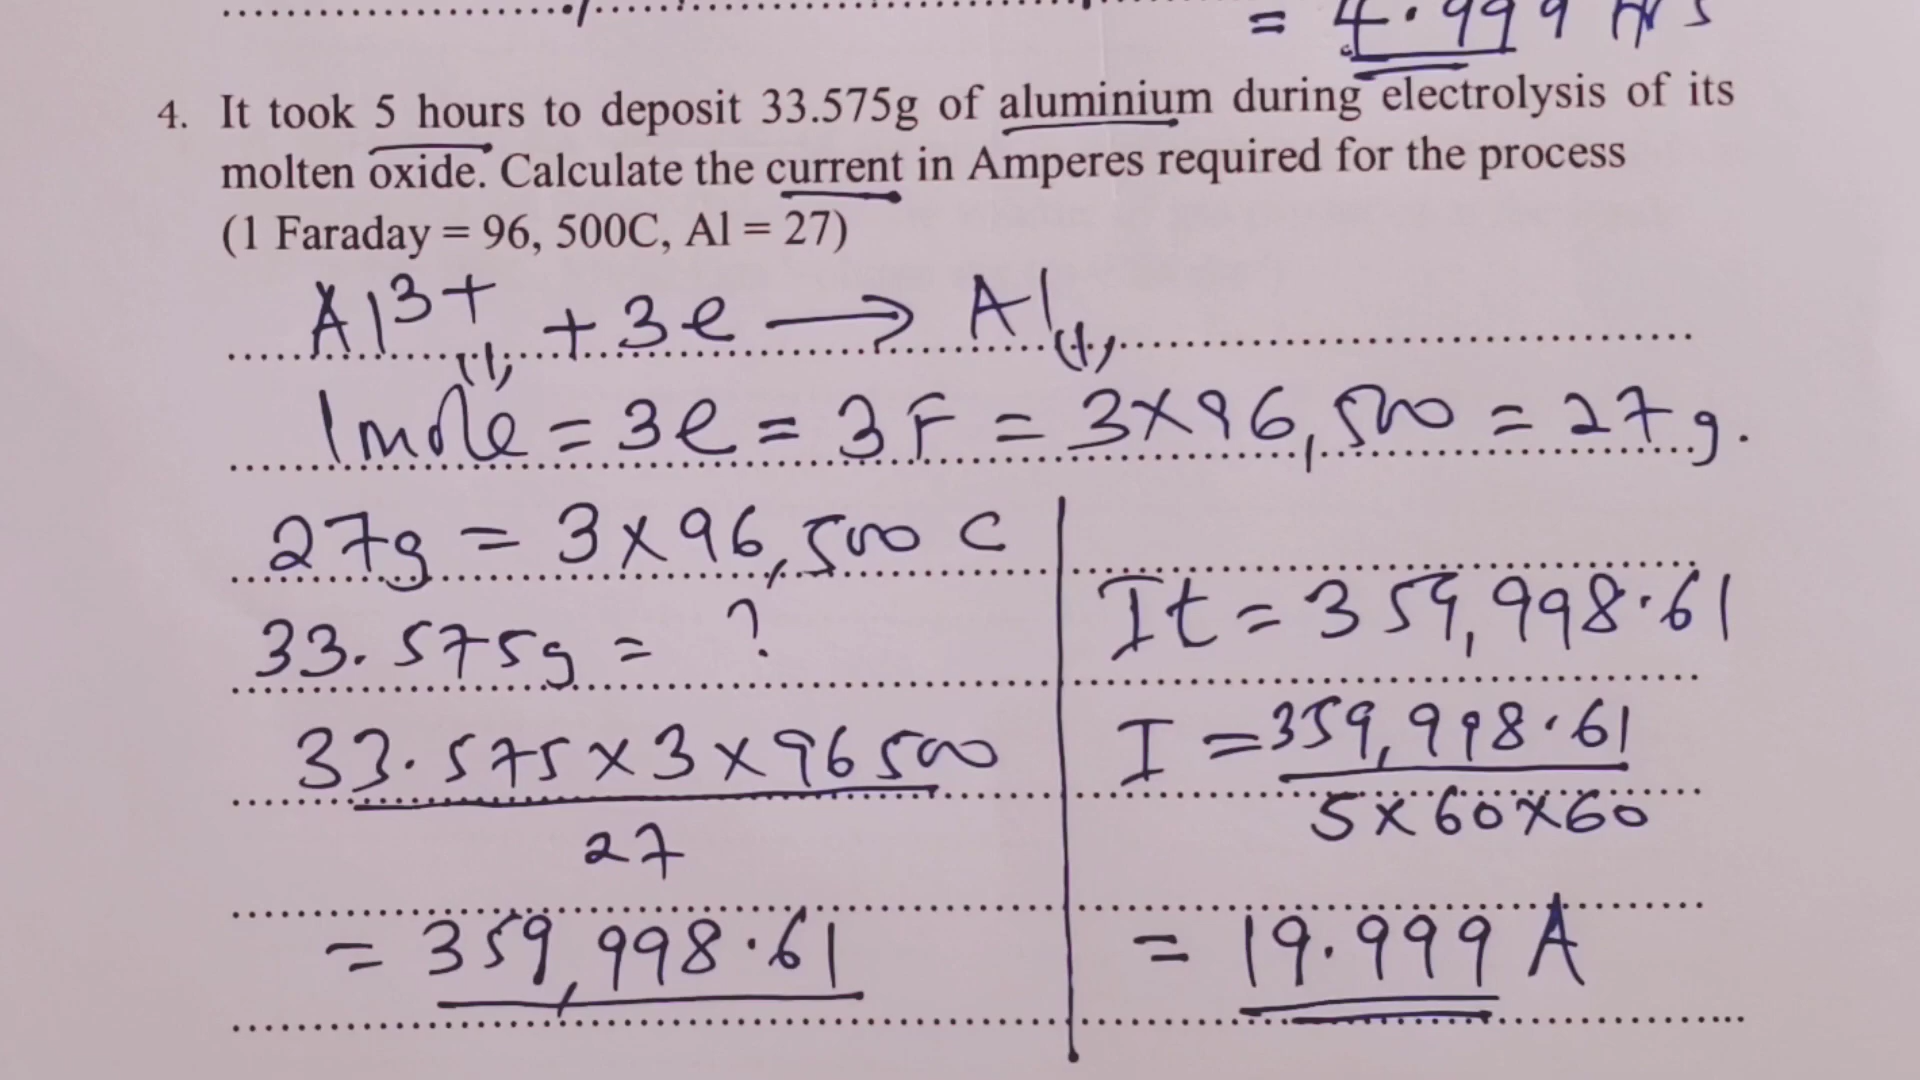 = 4.999 Hrs
4. It took 5 hours to deposit 33.575g of aluminium during electrolysis of its
molten oxide. Calculate the current in Amperes required for the process
(1 Faraday = 96, 500C, Al = 27)
Al3+(l) + 3e → Al(l)
1mole = 3e = 3F = 3×96,500 = 27g.
27g = 3×96,500 C
33.575g = ?
33.575×3×96500
27
= 359,998.61
It = 359,998.61
I = 359,998.61
5×60×60
= 19.999 A